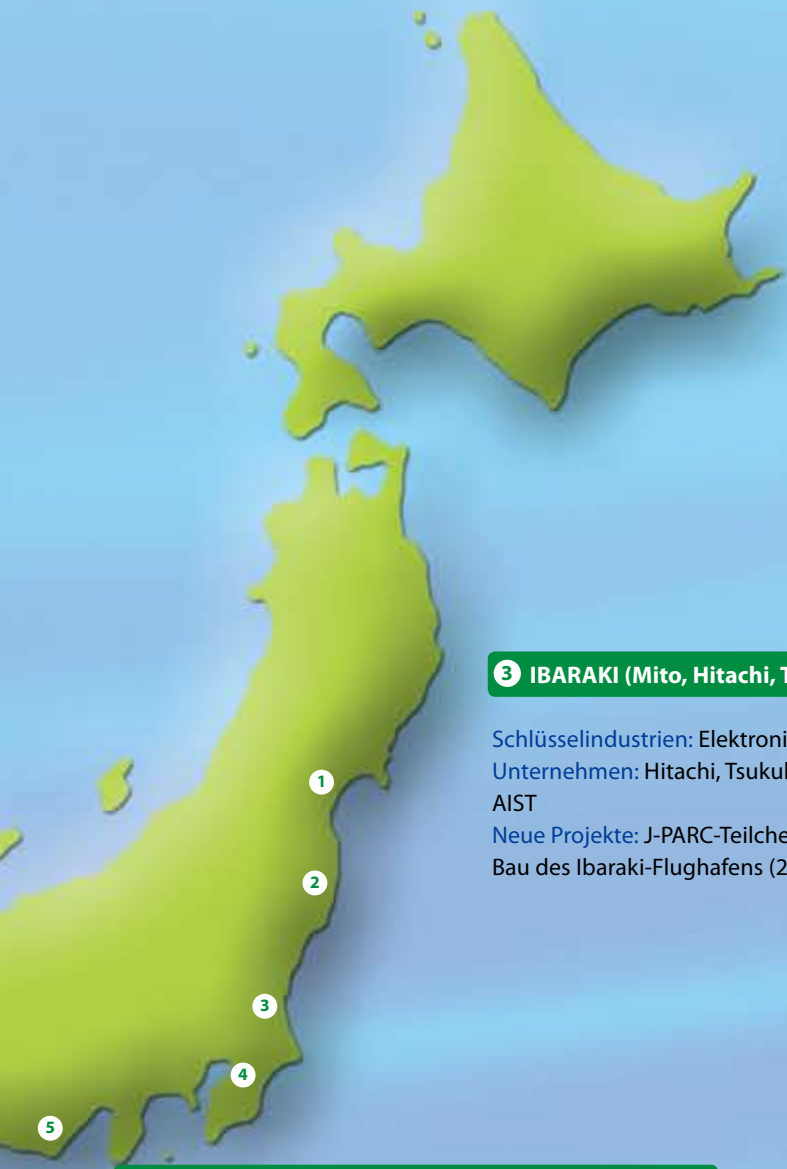 3 IBARAKI (Mito, Hitachi, T
Schlüsselindustrien: Elektroni
Unternehmen: Hitachi, Tsuku
AIST
Neue Projekte: J-PARC-Teilche
Bau des Ibaraki-Flughafens (2
1
2
3
4
5